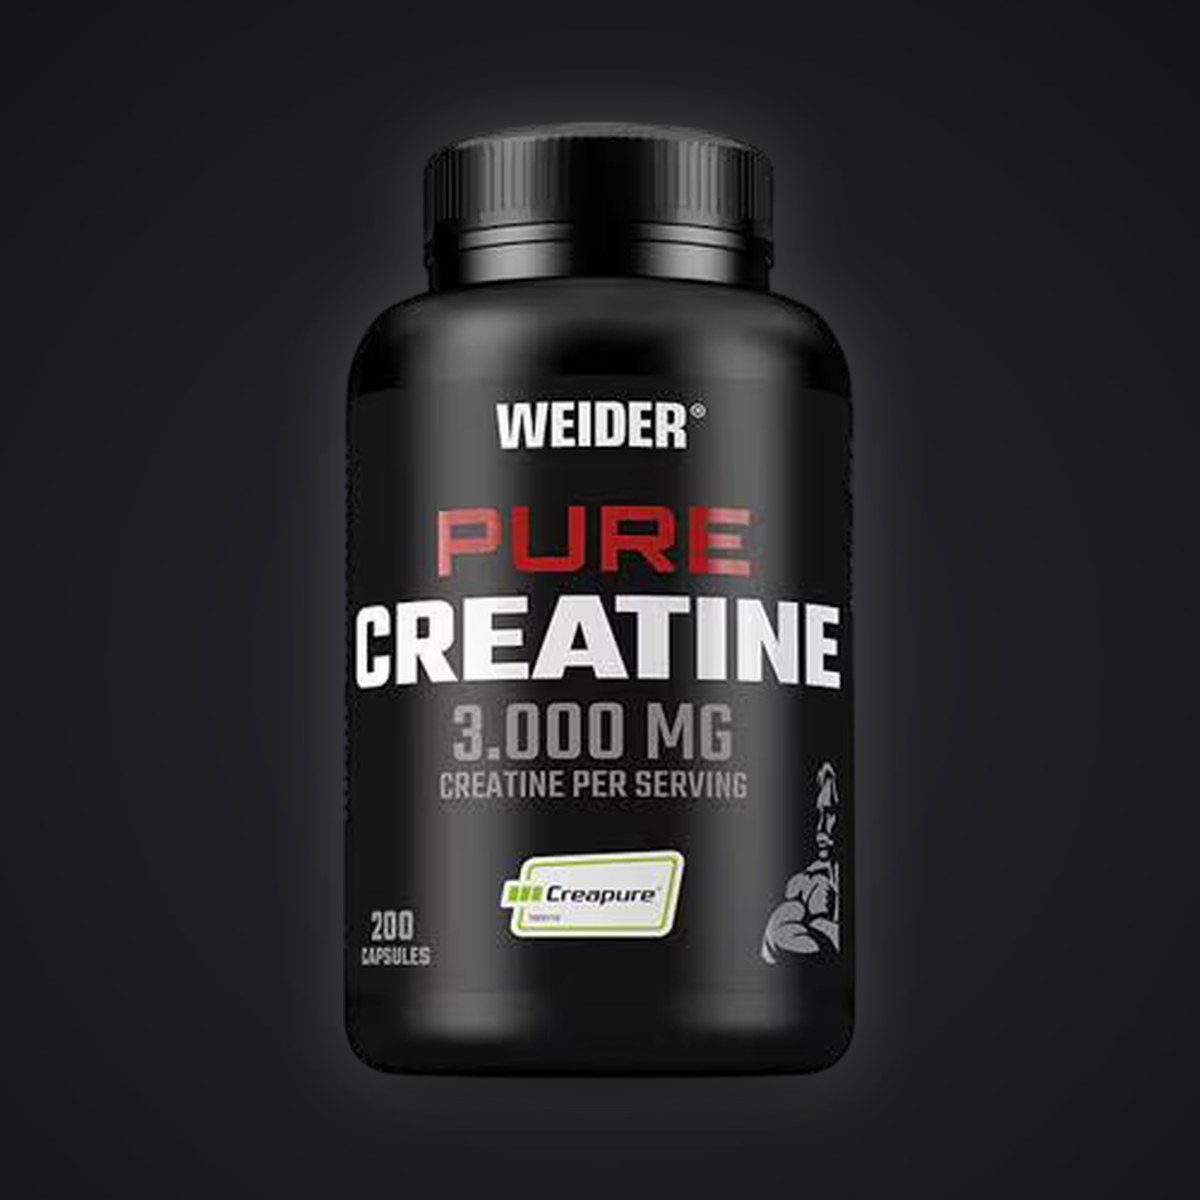 WEIDER®
PURE
CREATINE
3.000 MG
CREATINE PER SERVING
Creapure®
200
CAPSULES